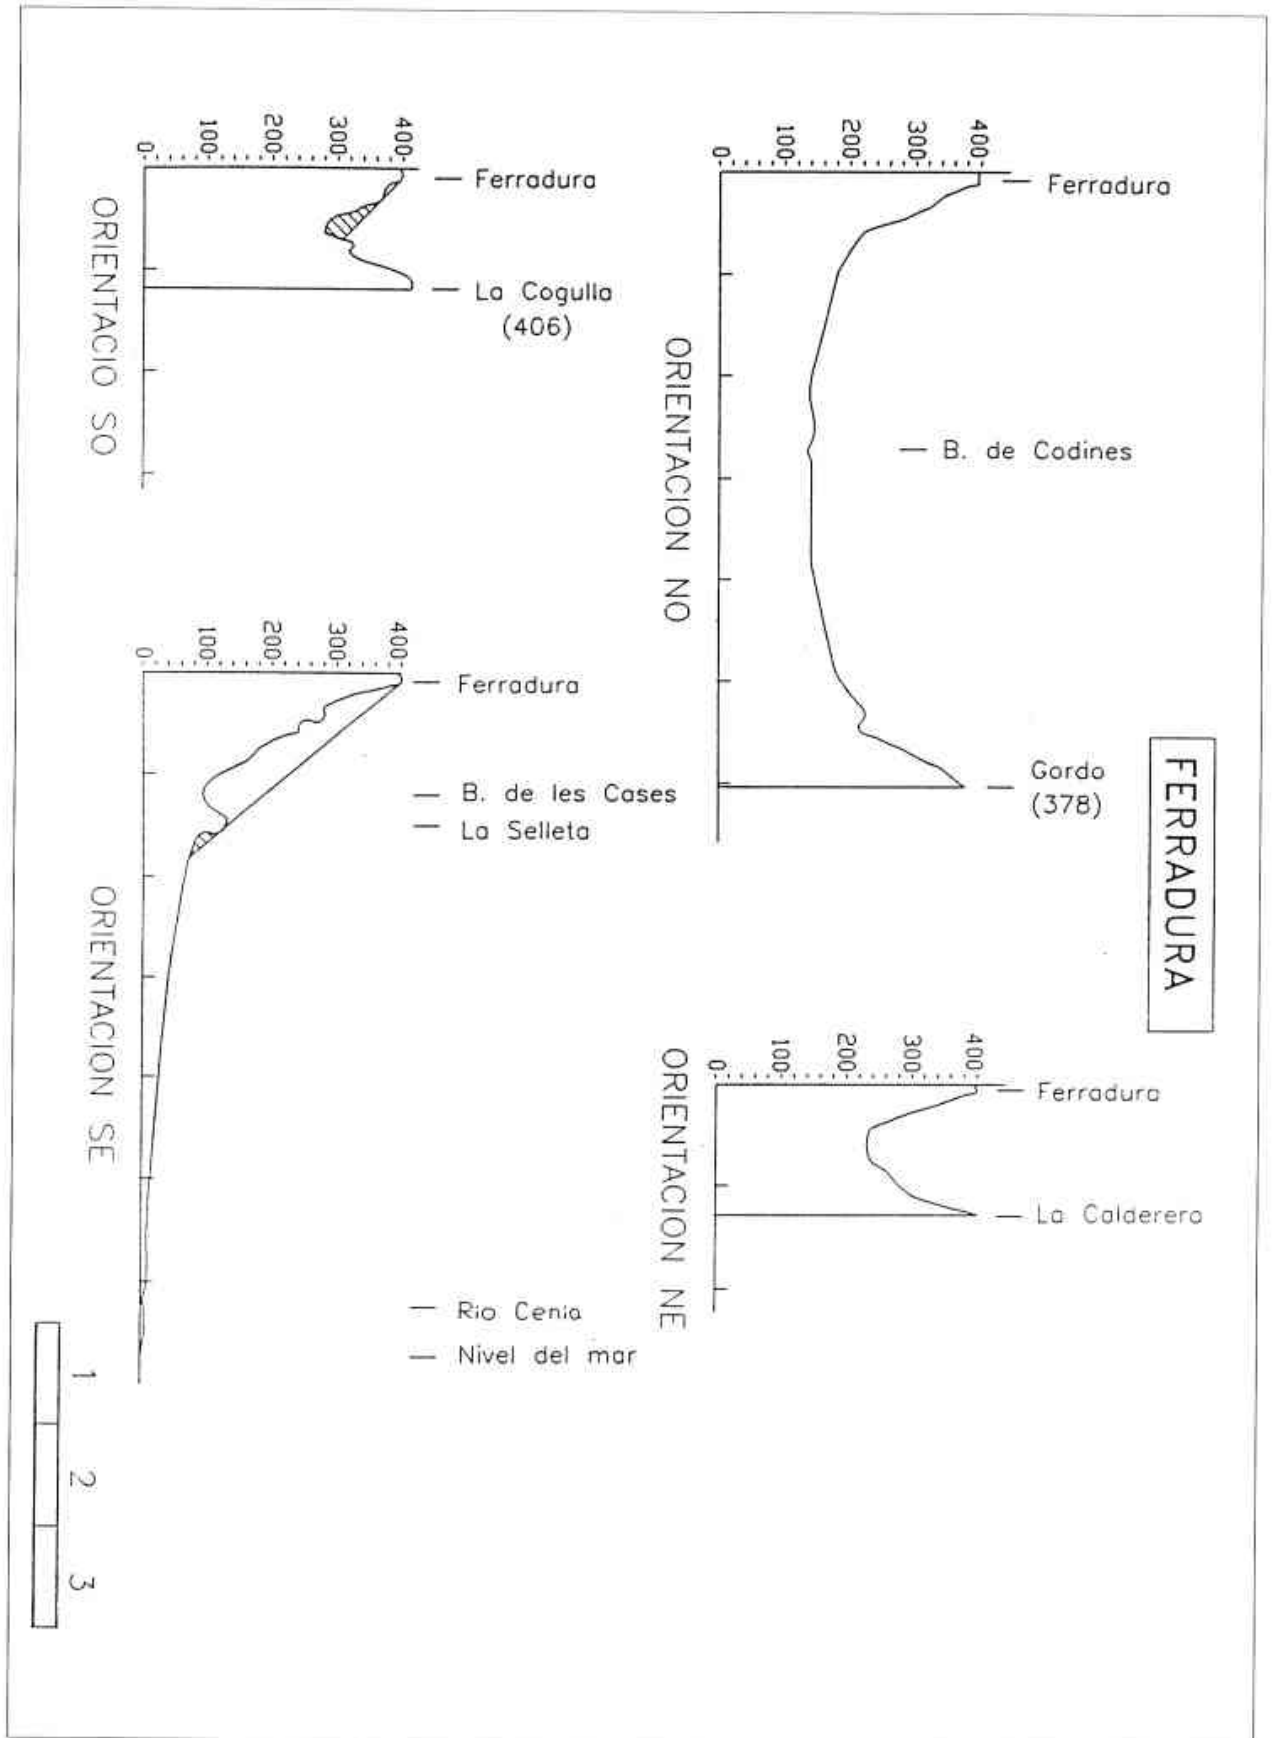 FERRADURA
400
300
200
100
0
Ferradura
B. de Codines
Gordo
(378)
ORIENTACION NO
400
300
200
100
0
Ferradura
La Calderera
ORIENTACION NE
400
300
200
100
0
Ferradura
La Cogulla
(406)
ORIENTACIO SO
400
300
200
100
0
Ferradura
B. de les Cases
La Selleta
Rio Cenia
Nivel del mar
ORIENTACION SE
1 2 3